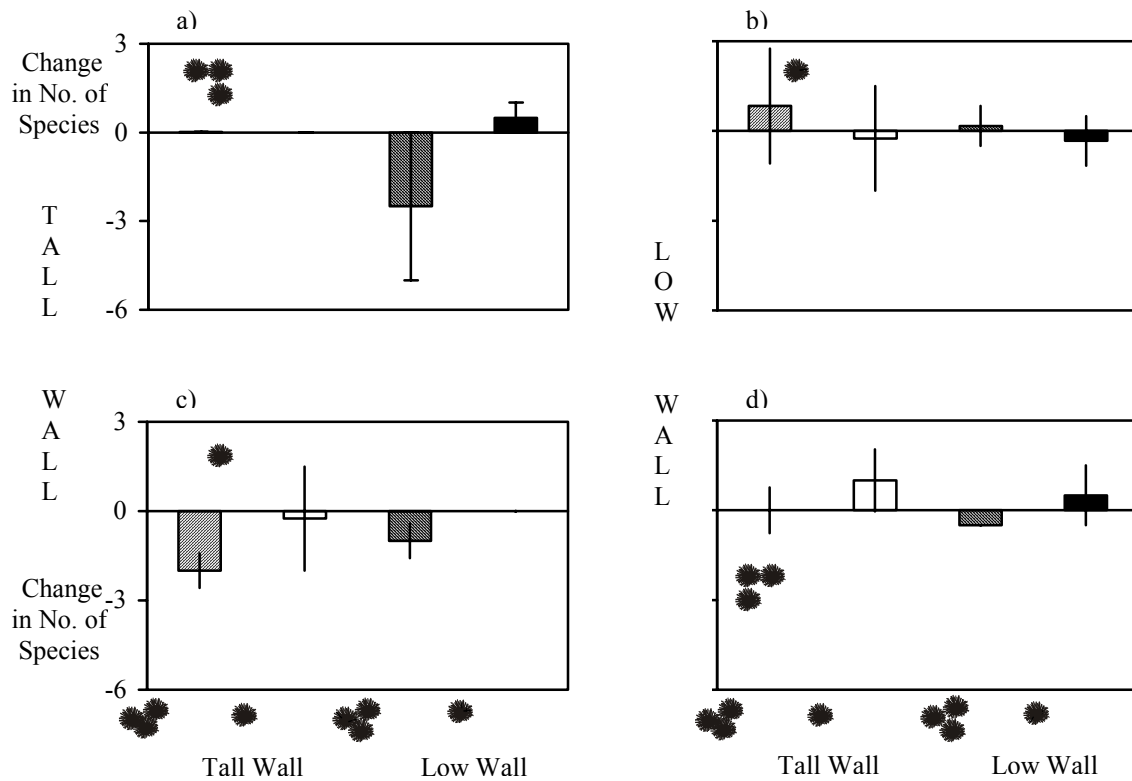 a)
b)
3
Change
in No. of
Species
0
-3
-6
T
A
L
L
L
O
W
W
A
L
L
W
A
L
L
c)
d)
3
0
Change
in No. of
Species
-3
-6
Tall Wall
Low Wall
Tall Wall
Low Wall